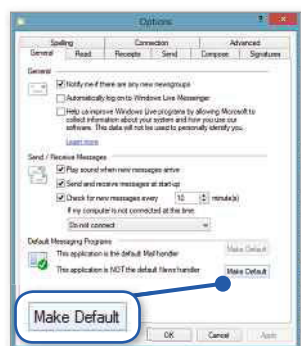 Options
Spelling Connection Advanced
General Read Receipts Send Compose Signatures
General
Notify me if there are any new newsgroups
Automatically log on to Windows Live Messenger
Help us improve Windows Live programs by allowing Microsoft to
collect information about your system and how you use our
software. This data will not be used to personally identify you.
Learn more
Send / Receive Messages
Play sound when new messages arrive
Send and receive messages at start up
Check for new messages every 10 minute(s)
If my computer is not connected at this time
Do not connect
Default Messaging Programs
This application is the default Mail handler Make Default
This application is NOT the default News handler Make Default
Make Default
OK Cancel Apply